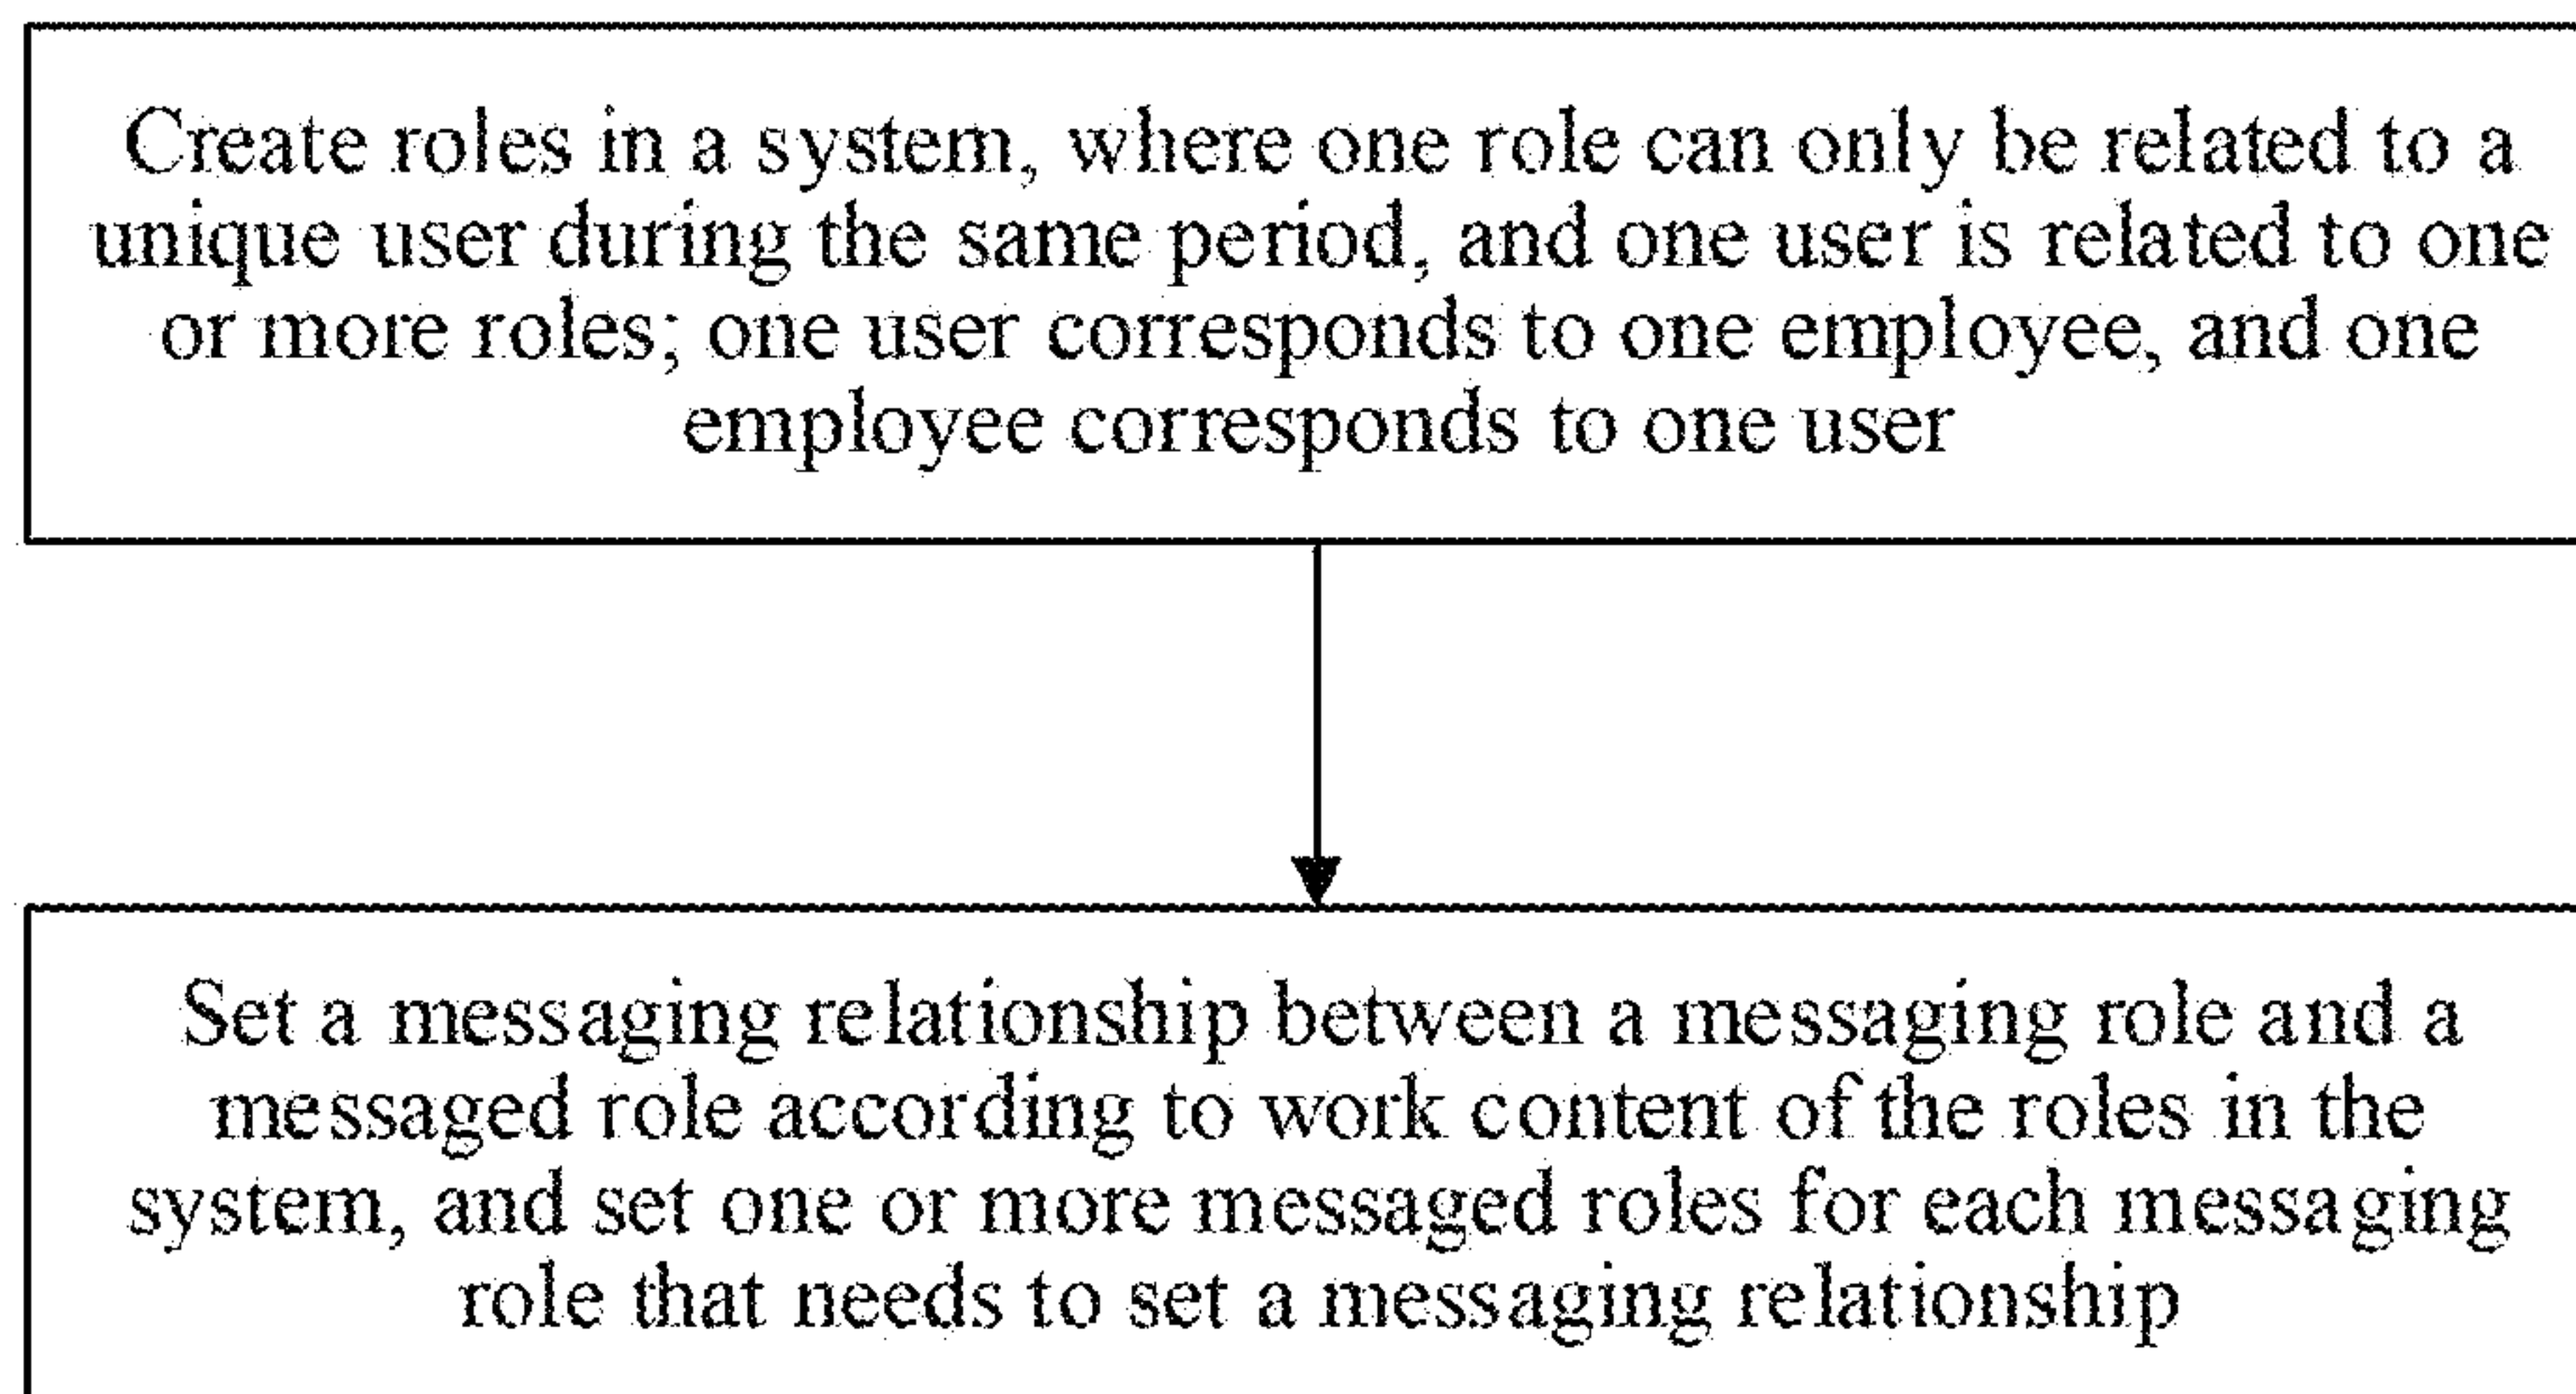 Create roles in a system, where one role can only be related to a
unique user during the same period, and one user is related to one
or more roles; one user corresponds to one employee, and one
employee corresponds to one user
Set a messaging relationship between a messaging role and a
messaged role according to work content of the roles in the
system, and set one or more messaged roles for each messaging
role that needs to set a messaging relationship